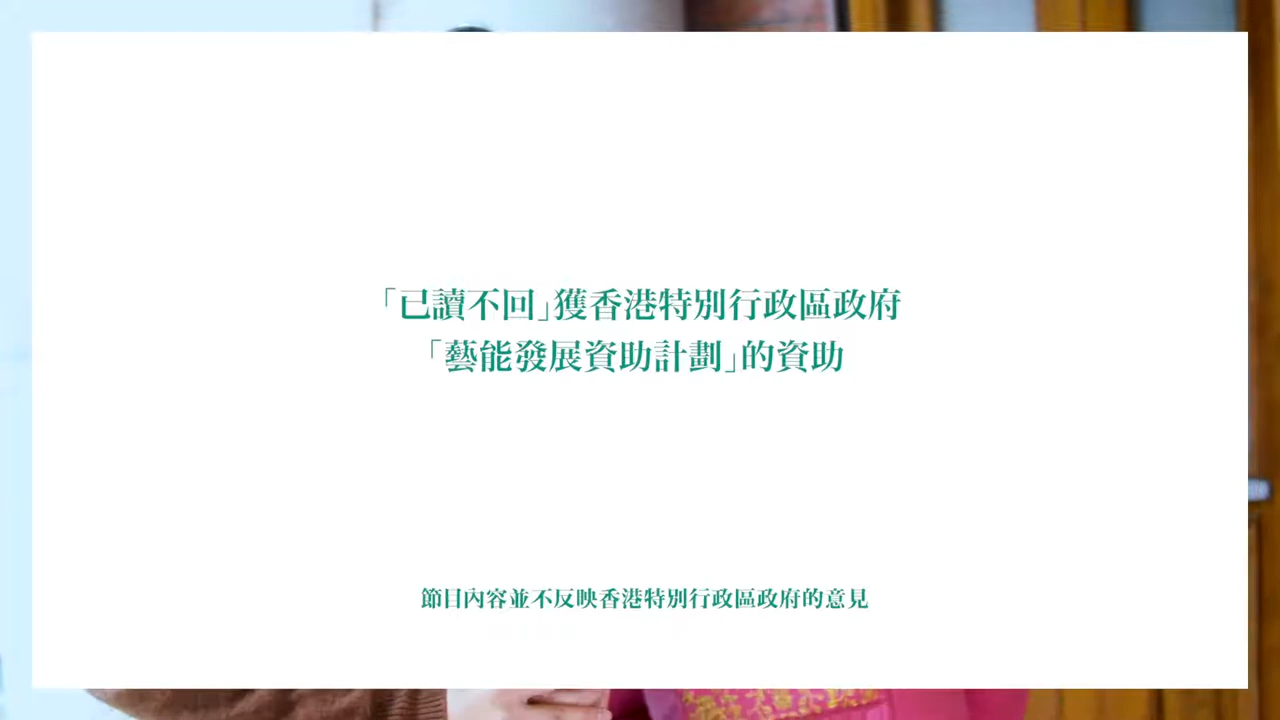 「已讀不回」獲香港特別行政區政府
「藝能發展資助計劃」的資助
節目內容並不反映香港特別行政區政府的意見